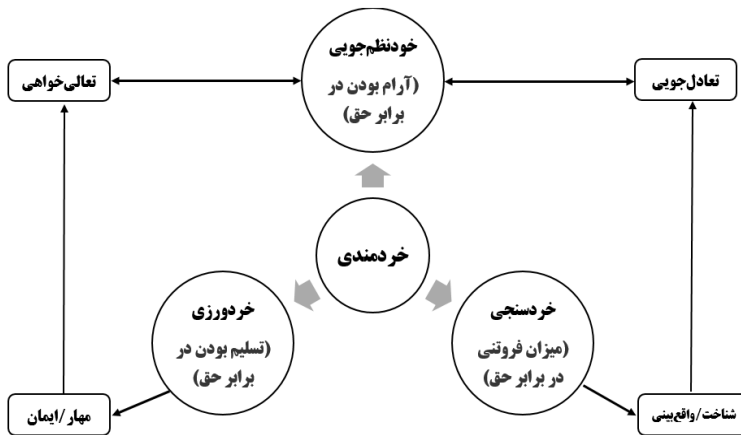 خودنظم‌جویی
(آرام بودن در
برابر حق)
تعادل‌جویی
تعالی‌خواهی
خردمندی
خردسنجی
(میزان فروتنی
در برابر حق)
خردورزی
(تسلیم بودن در
برابر حق)
شناخت/واقع‌بینی
مهار/ایمان